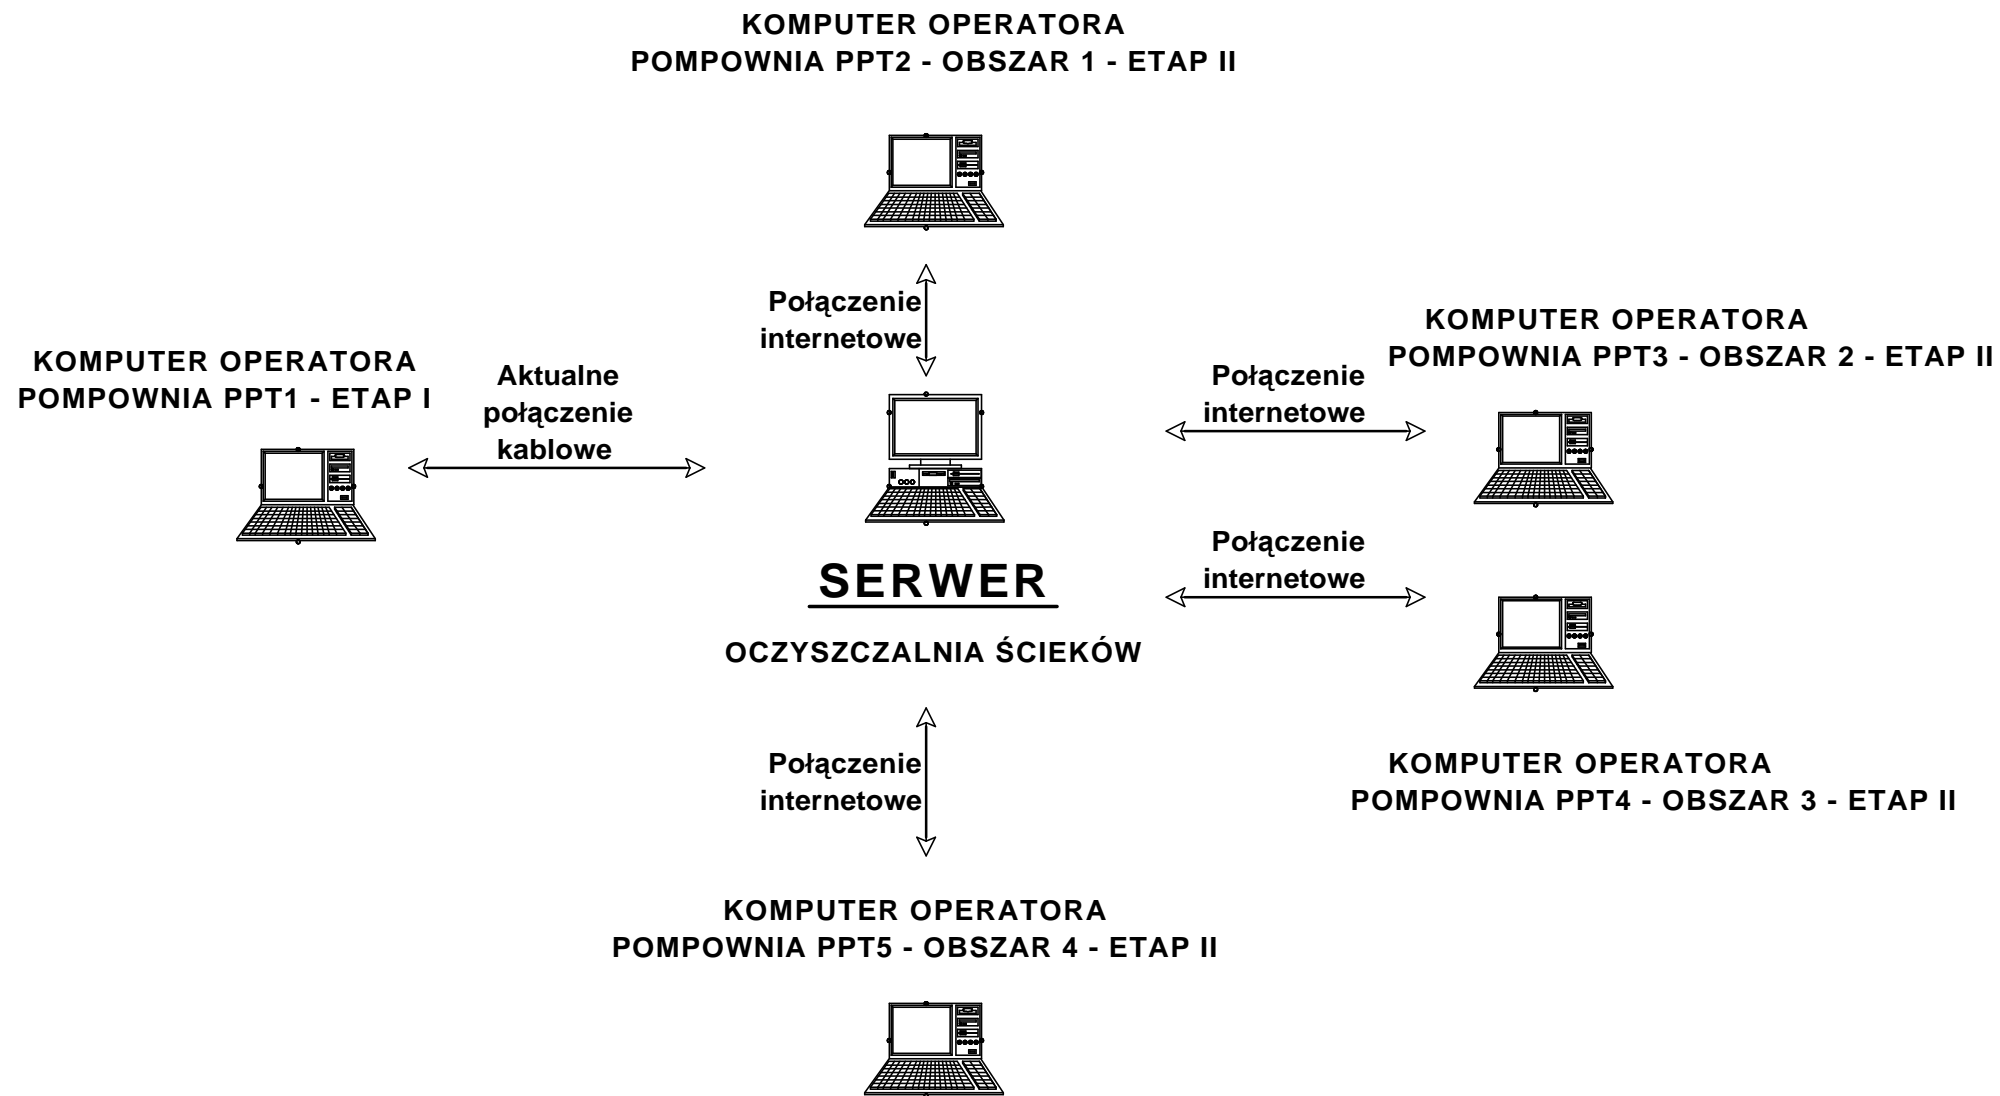 KOMPUTER OPERATORA
POMPOWNIA PPT2 - OBSZAR 1 - ETAP II
Połączenie
internetowe
KOMPUTER OPERATORA
POMPOWNIA PPT1 - ETAP I
Aktualne
połączenie
kablowe
KOMPUTER OPERATORA
POMPOWNIA PPT3 - OBSZAR 2 - ETAP II
Połączenie
internetowe
Połączenie
internetowe
SERWER
OCZYSZCZALNIA ŚCIEKÓW
KOMPUTER OPERATORA
POMPOWNIA PPT4 - OBSZAR 3 - ETAP II
Połączenie
internetowe
KOMPUTER OPERATORA
POMPOWNIA PPT5 - OBSZAR 4 - ETAP II